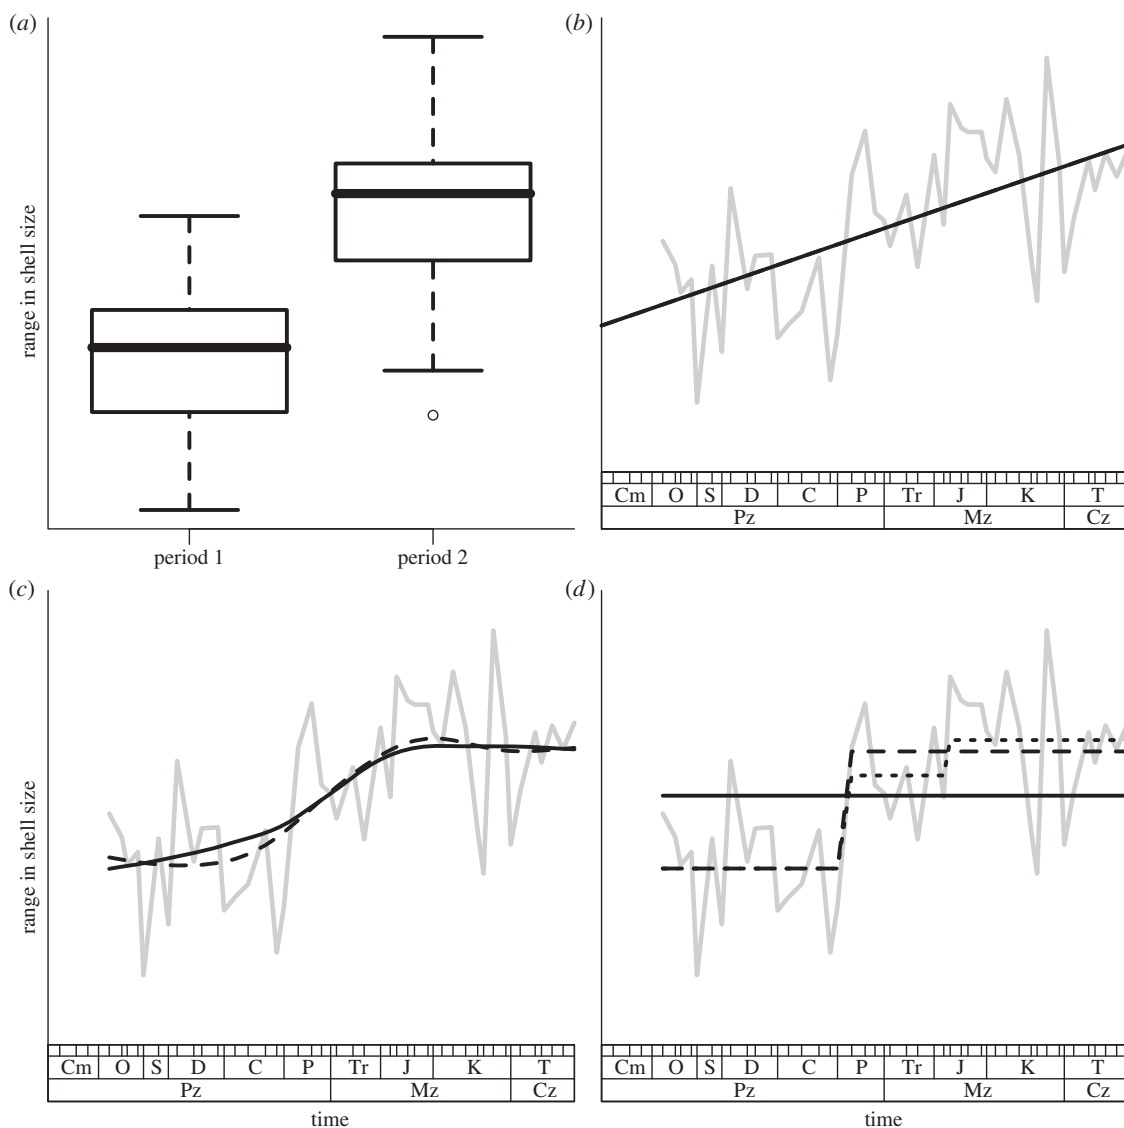 (a)
range in shell size
period 1 period 2
(b)
Cm O S D C P Tr J K T
Pz Mz Cz
(c)
range in shell size
Cm O S D C P Tr J K T
Pz Mz Cz
time
(d)
Cm O S D C P Tr J K T
Pz Mz Cz
time